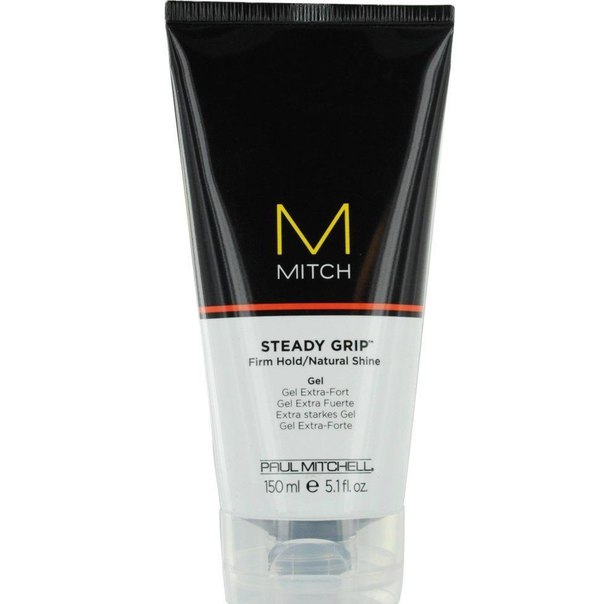 M
MITCH
STEADY GRIP™
Firm Hold/Natural Shine
Gel
Gel Extra-Fort
Gel Extra Fuerte
Extra starkes Gel
Gel Extra-Forte
PAUL MITCHELL®
150 ml ℮ 5.1 fl. oz.